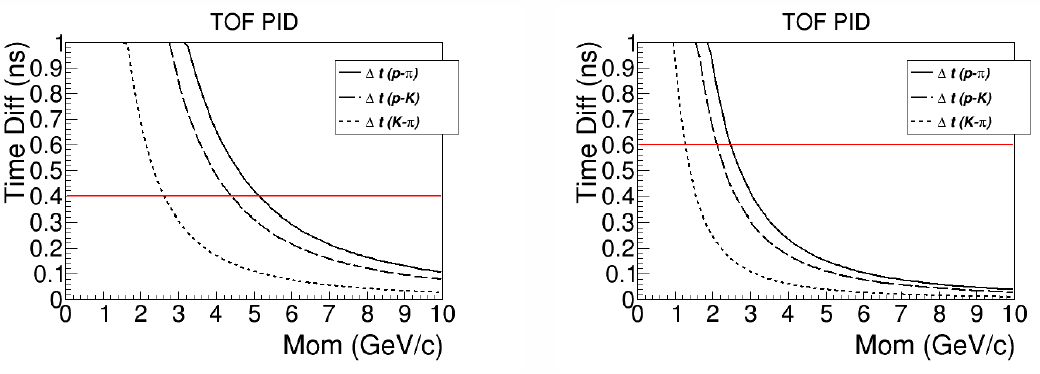 TOF PID
Time Diff (ns)
1
0.9
0.8
0.7
0.6
0.5
0.4
0.3
0.2
0.1
0
Δ t (p-π)
Δ t (p-K)
Δ t (K-π)
0 1 2 3 4 5 6 7 8 9 10
Mom (GeV/c)
TOF PID
Time Diff (ns)
1
0.9
0.8
0.7
0.6
0.5
0.4
0.3
0.2
0.1
0
Δ t (p-π)
Δ t (p-K)
Δ t (K-π)
0 1 2 3 4 5 6 7 8 9 10
Mom (GeV/c)